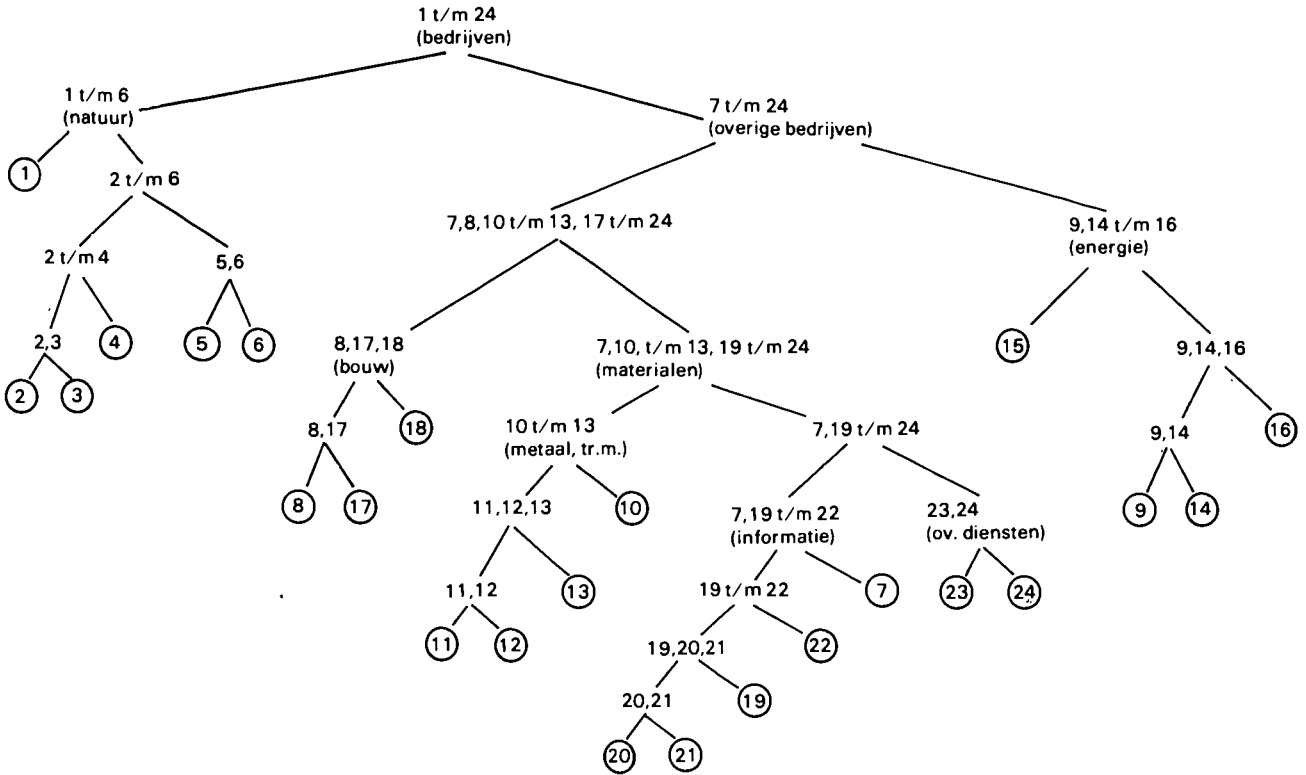 1 t/m 24
(bedrijven)
1 t/m 6
(natuur)
7 t/m 24
(overige bedrijven)
1
2 t/m 6
7,8,10 t/m 13, 17 t/m 24
9,14 t/m 16
(energie)
2 t/m 4
5,6
2,3
4
5
6
8,17,18
(bouw)
7,10, t/m 13, 19 t/m 24
(materialen)
15
9,14,16
2
3
8,17
18
10 t/m 13
(metaal, tr.m.)
7,19 t/m 24
9,14
16
8
17
11,12,13
10
7,19 t/m 22
(informatie)
23,24
(ov. diensten)
9
14
11,12
13
19 t/m 22
7
23
24
11
12
19,20,21
22
20,21
19
20
21